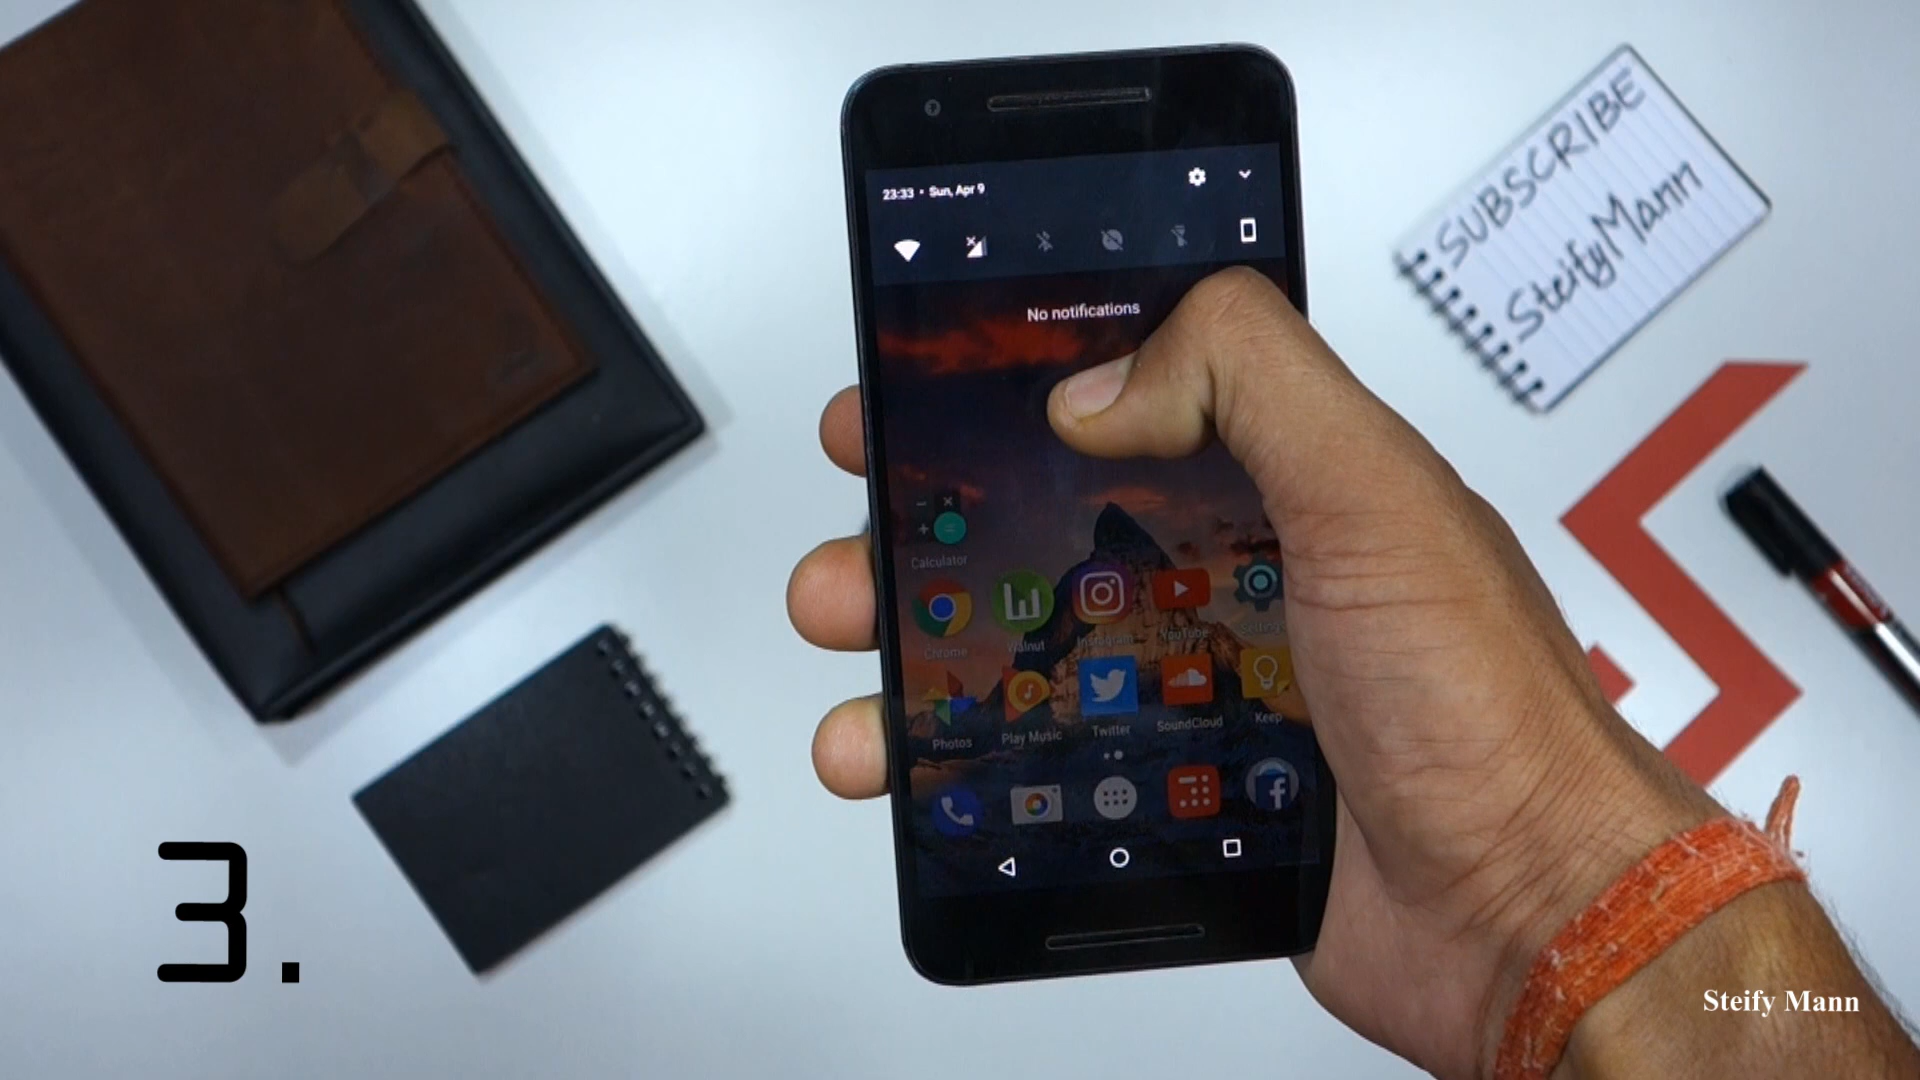 SUBSCRIBE
SteifyMann
23:33 • Sun, Apr 9
No notifications
Calculator
Chrome
Walnut
Instagram
YouTube
Settings
Photos
Play Music
Twitter
SoundCloud
Keep
3.
Steify Mann